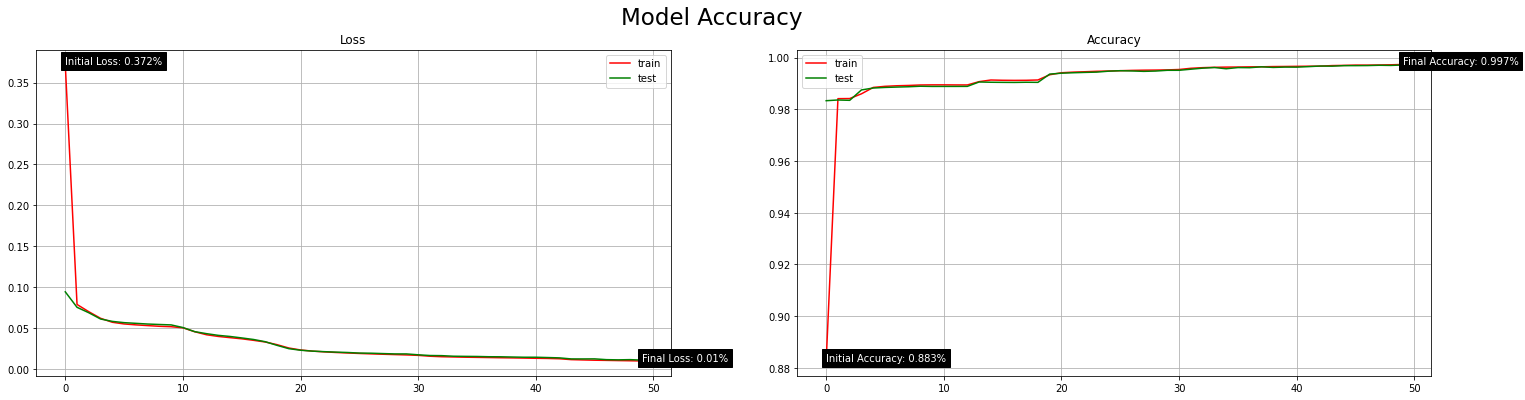 Model Accuracy
Loss
Initial Loss: 0.372%
train
test
Final Loss: 0.01%
0.35
0.30
0.25
0.20
0.15
0.10
0.05
0.00
0 10 20 30 40 50
Accuracy
train
test
Final Accuracy: 0.997%
Initial Accuracy: 0.883%
1.00
0.98
0.96
0.94
0.92
0.90
0.88
0 10 20 30 40 50